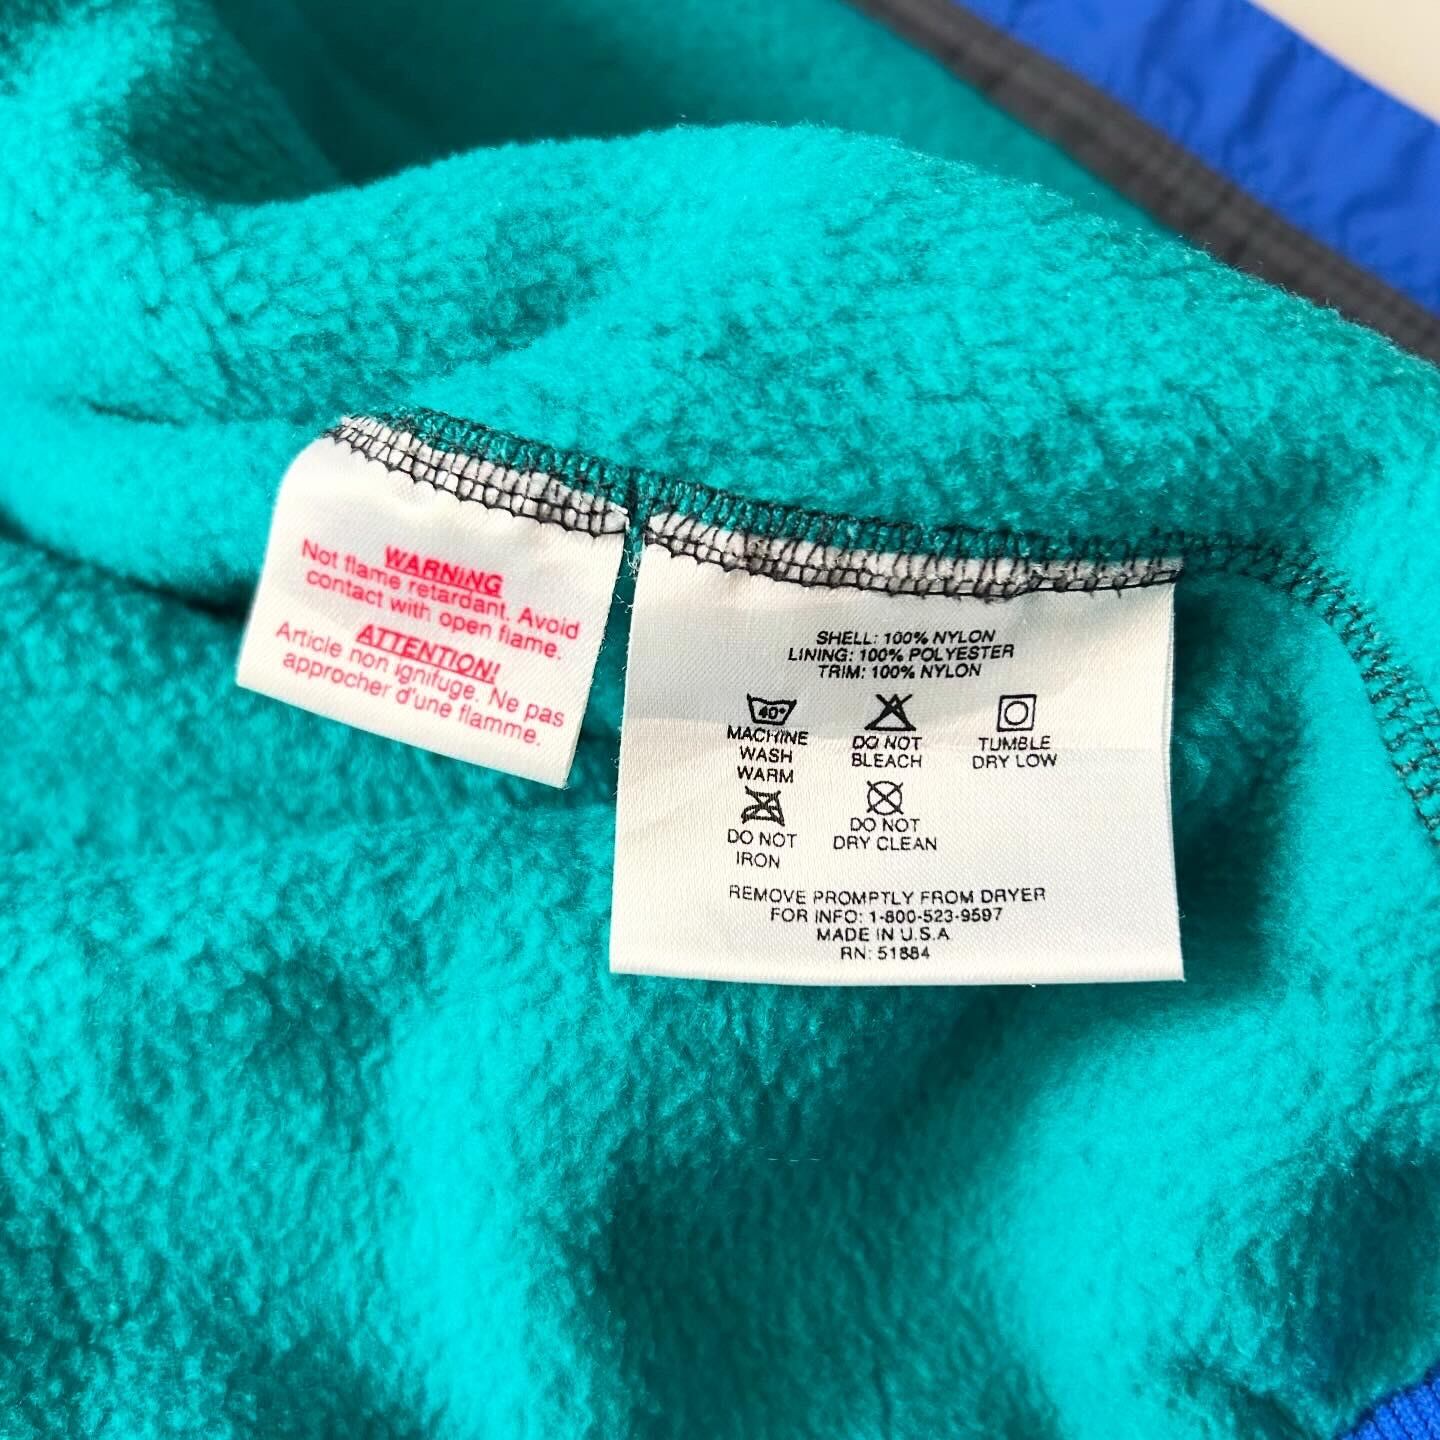 WARNING
Not flame retardant. Avoid
contact with open flame.
ATTENTION!
Article non ignifuge. Ne pas
approcher d'une flamme.
SHELL: 100% NYLON
LINING: 100% POLYESTER
TRIM: 100% NYLON
40°
MACHINE
WASH
WARM
DO NOT
BLEACH
TUMBLE
DRY LOW
DO NOT
IRON
DO NOT
DRY CLEAN
REMOVE PROMPTLY FROM DRYER
FOR INFO: 1-800-523-9597
MADE IN U.S.A
RN: 51884